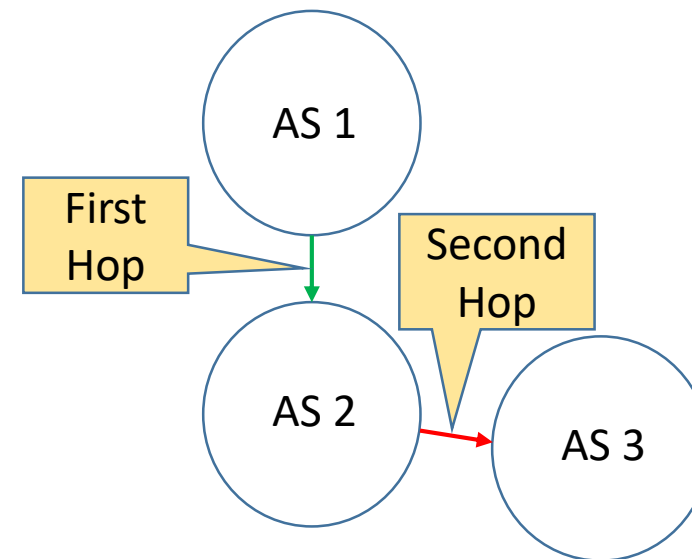 AS 1
First
Hop
Second
Hop
AS 2
AS 3